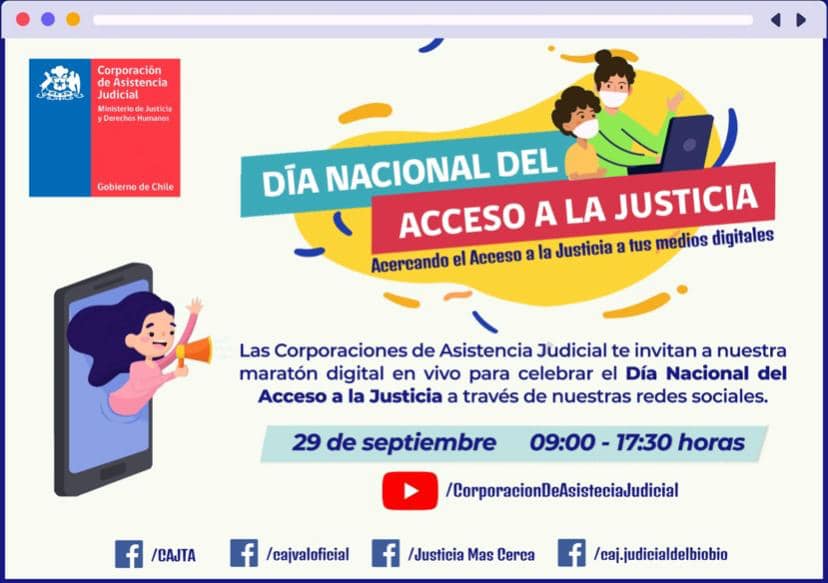 Corporación
de Asistencia
Judicial
Ministerio de Justicia
y Derechos Humanos
Gobierno de Chile
DÍA NACIONAL DEL
ACCESO A LA JUSTICIA
Acercando el Acceso a la Justicia a tus medios digitales
Las Corporaciones de Asistencia Judicial te invitan a nuestra
maratón digital en vivo para celebrar el Día Nacional del
Acceso a la Justicia a través de nuestras redes sociales.
29 de septiembre 09:00 - 17:30 horas
/CorporacionDeAsisteciaJudicial
/CAJTA /cajvaloficial /Justicia Mas Cerca /caj.judicialdelbiobio